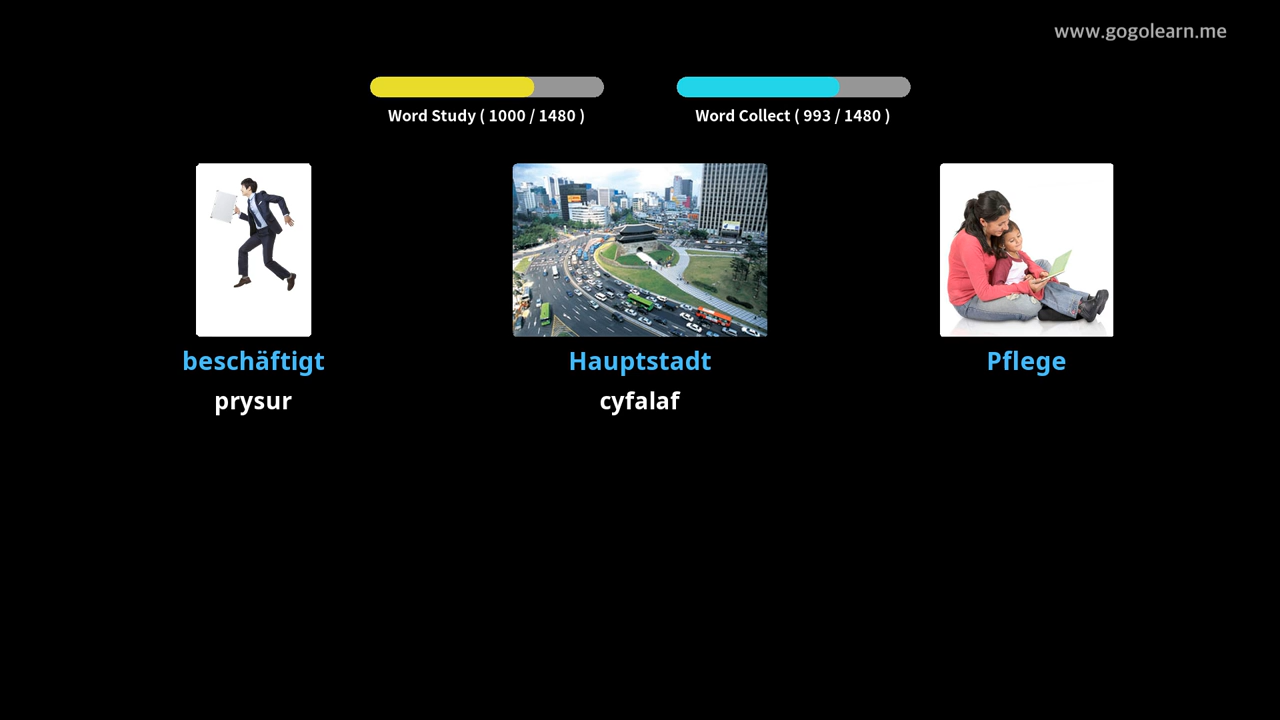 www.gogolearn.me
Word Study ( 1000 / 1480 )
Word Collect ( 993 / 1480 )
beschäftigt
Hauptstadt
Pflege
prysur
cyfalaf